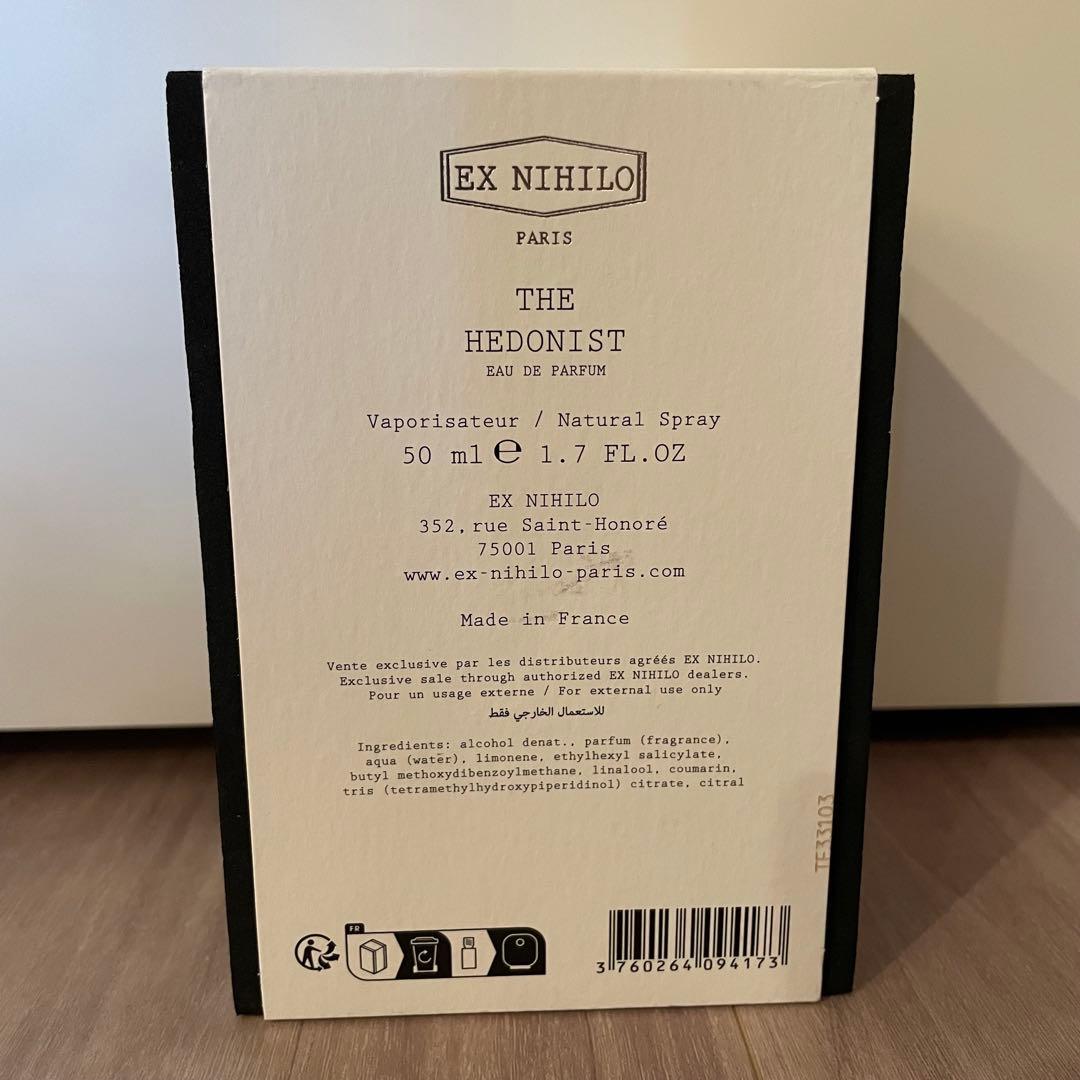 EX NIHILO
PARIS
THE
HEDONIST
EAU DE PARFUM
Vaporisateur / Natural Spray
50 ml ℮ 1.7 FL.OZ
EX NIHILO
352, rue Saint-Honoré
75001 Paris
www.ex-nihilo-paris.com
Made in France
Vente exclusive par les distributeurs agréés EX NIHILO.
Exclusive sale through authorized EX NIHILO dealers.
Pour un usage externe / For external use only
للاستعمال الخارجي فقط
Ingredients: alcohol denat., parfum (fragrance),
aqua (water), limonene, ethylhexyl salicylate,
butyl methoxydibenzoylmethane, linalool, coumarin,
tris (tetramethylhydroxypiperidinol) citrate, citral
TF33103
FR
3 760264 094173